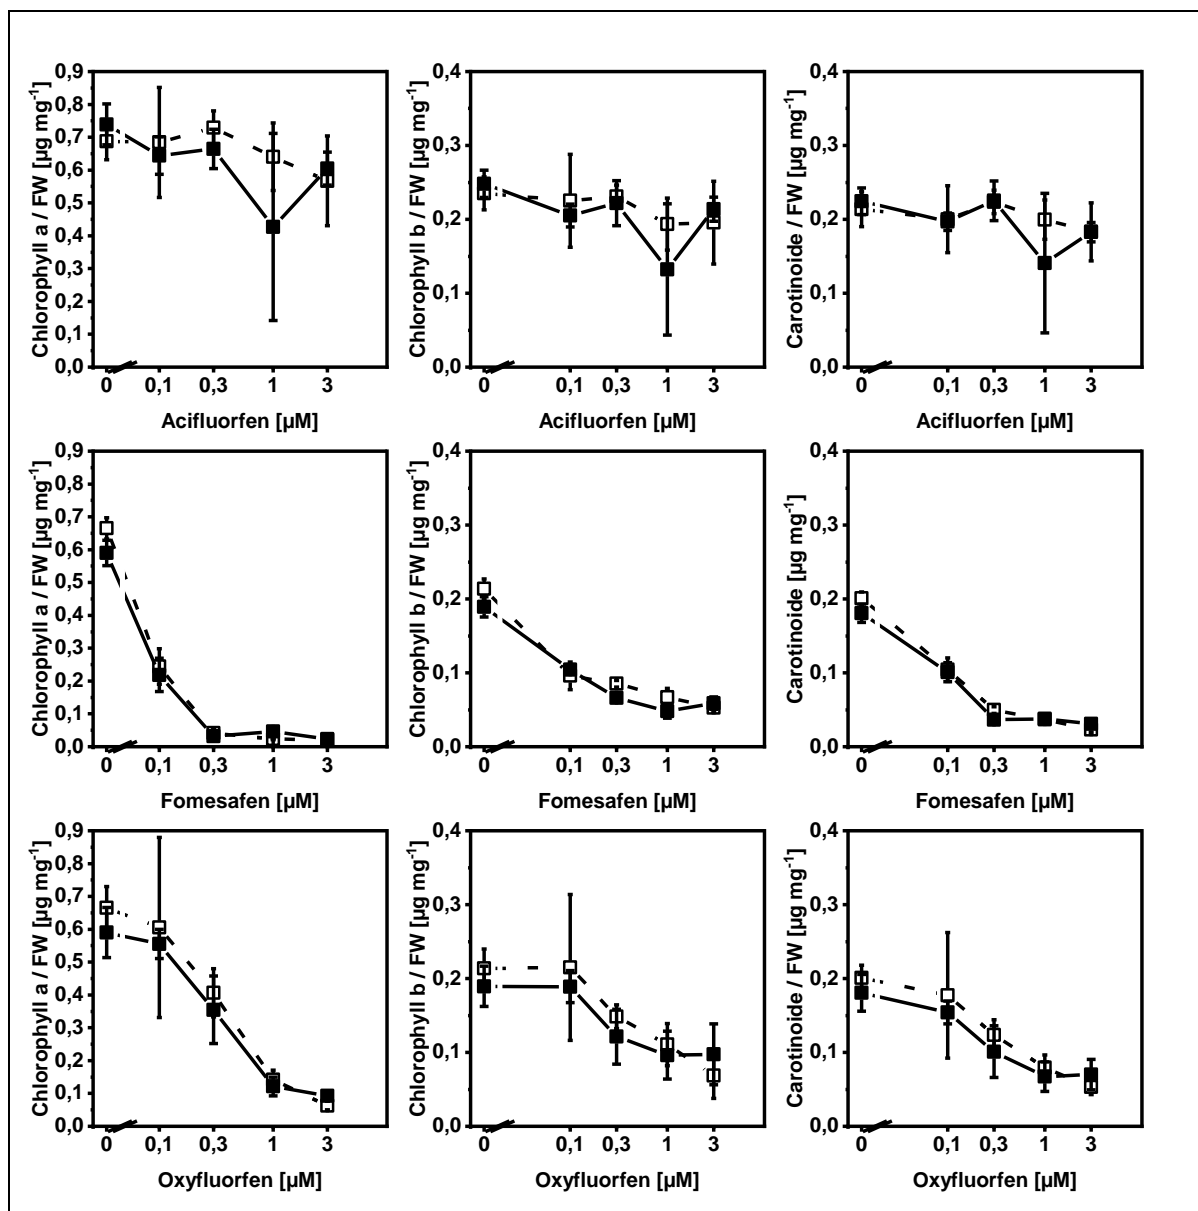 Chlorophyll a / FW [µg mg-1]
0,9
0,8
0,7
0,6
0,5
0,4
0,3
0,2
0,1
0,0
0 0,1 0,3 1 3
Acifluorfen [µM]
Chlorophyll b / FW [µg mg-1]
0,4
0,3
0,2
0,1
0,0
0 0,1 0,3 1 3
Acifluorfen [µM]
Carotinoide / FW [µg mg-1]
0,4
0,3
0,2
0,1
0,0
0 0,1 0,3 1 3
Acifluorfen [µM]
Chlorophyll a / FW [µg mg-1]
0,9
0,8
0,7
0,6
0,5
0,4
0,3
0,2
0,1
0,0
0 0,1 0,3 1 3
Fomesafen [µM]
Chlorophyll b / FW [µg mg-1]
0,4
0,3
0,2
0,1
0,0
0 0,1 0,3 1 3
Fomesafen [µM]
Carotinoide [µg mg-1]
0,4
0,3
0,2
0,1
0,0
0 0,1 0,3 1 3
Fomesafen [µM]
Chlorophyll a / FW [µg mg-1]
0,9
0,8
0,7
0,6
0,5
0,4
0,3
0,2
0,1
0,0
0 0,1 0,3 1 3
Oxyfluorfen [µM]
Chlorophyll b / FW [µg mg-1]
0,4
0,3
0,2
0,1
0,0
0 0,1 0,3 1 3
Oxyfluorfen [µM]
Carotinoide / FW [µg mg-1]
0,4
0,3
0,2
0,1
0,0
0 0,1 0,3 1 3
Oxyfluorfen [µM]